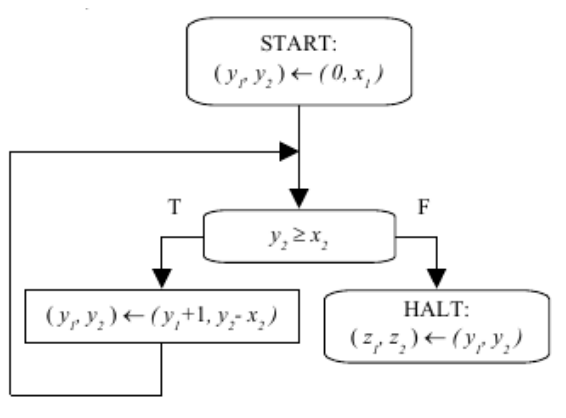 START:
(y₁, y₂) ← (0, x₁)
T
F
y₂ ≥ x₂
(y₁, y₂) ← (y₁+1, y₂- x₂)
HALT:
(z₁, z₂) ← (y₁, y₂)